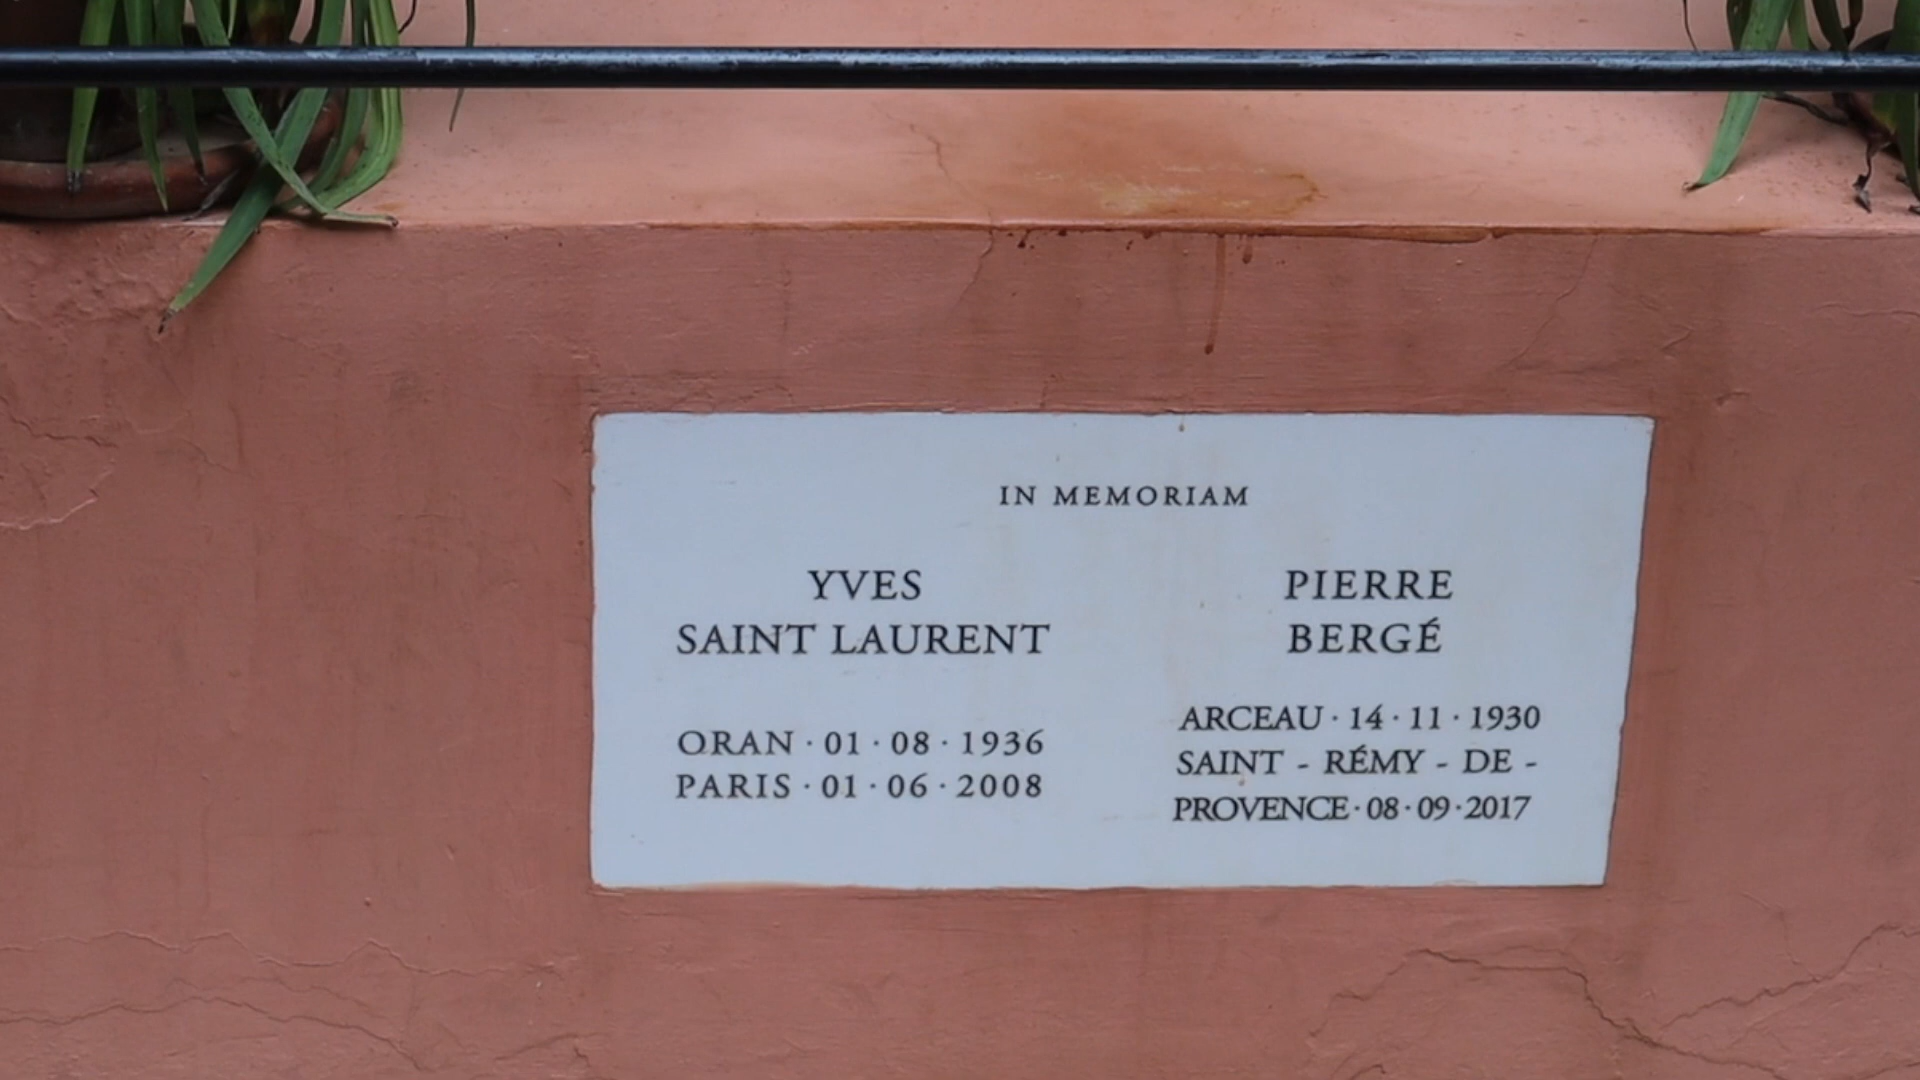 IN MEMORIAM
YVES
SAINT LAURENT
ORAN · 01 · 08 · 1936
PARIS · 01 · 06 · 2008
PIERRE
BERGÉ
ARCEAU · 14 · 11 · 1930
SAINT - RÉMY - DE -
PROVENCE · 08 · 09 · 2017